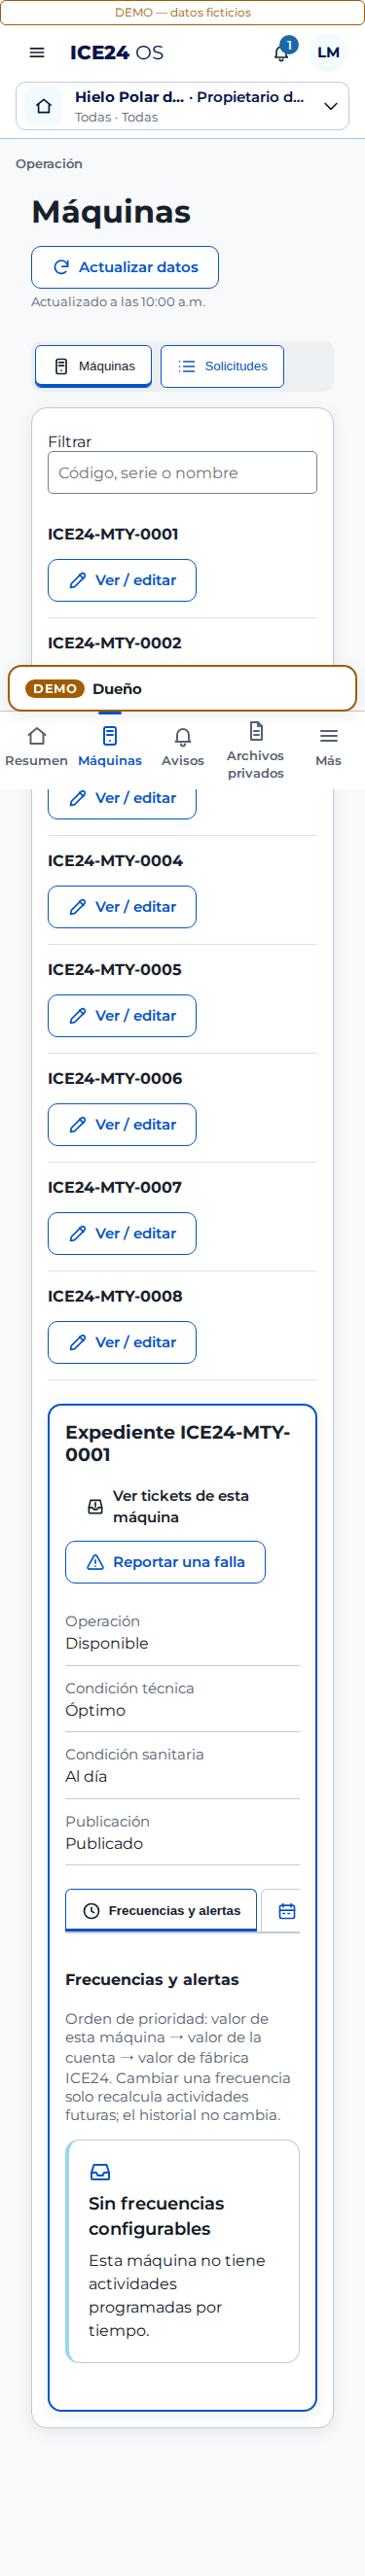 DEMO — datos ficticios
ICE24 OS
1
LM
Hielo Polar d... · Propietario d...
Todas · Todas
Operación
Máquinas
Actualizar datos
Actualizado a las 10:00 a.m.
Máquinas
Solicitudes
Filtrar
Código, serie o nombre
ICE24-MTY-0001
Ver / editar
ICE24-MTY-0002
DEMO Dueño
Resumen
Máquinas
Avisos
Archivos privados
Más
Ver / editar
ICE24-MTY-0004
Ver / editar
ICE24-MTY-0005
Ver / editar
ICE24-MTY-0006
Ver / editar
ICE24-MTY-0007
Ver / editar
ICE24-MTY-0008
Ver / editar
Expediente ICE24-MTY-
0001
Ver tickets de esta
máquina
Reportar una falla
Operación
Disponible
Condición técnica
Óptimo
Condición sanitaria
Al día
Publicación
Publicado
Frecuencias y alertas
Frecuencias y alertas
Orden de prioridad: valor de
esta máquina → valor de la
cuenta → valor de fábrica
ICE24. Cambiar una frecuencia
solo recalcula actividades
futuras; el historial no cambia.
Sin frecuencias
configurables
Esta máquina no tiene
actividades
programadas por
tiempo.